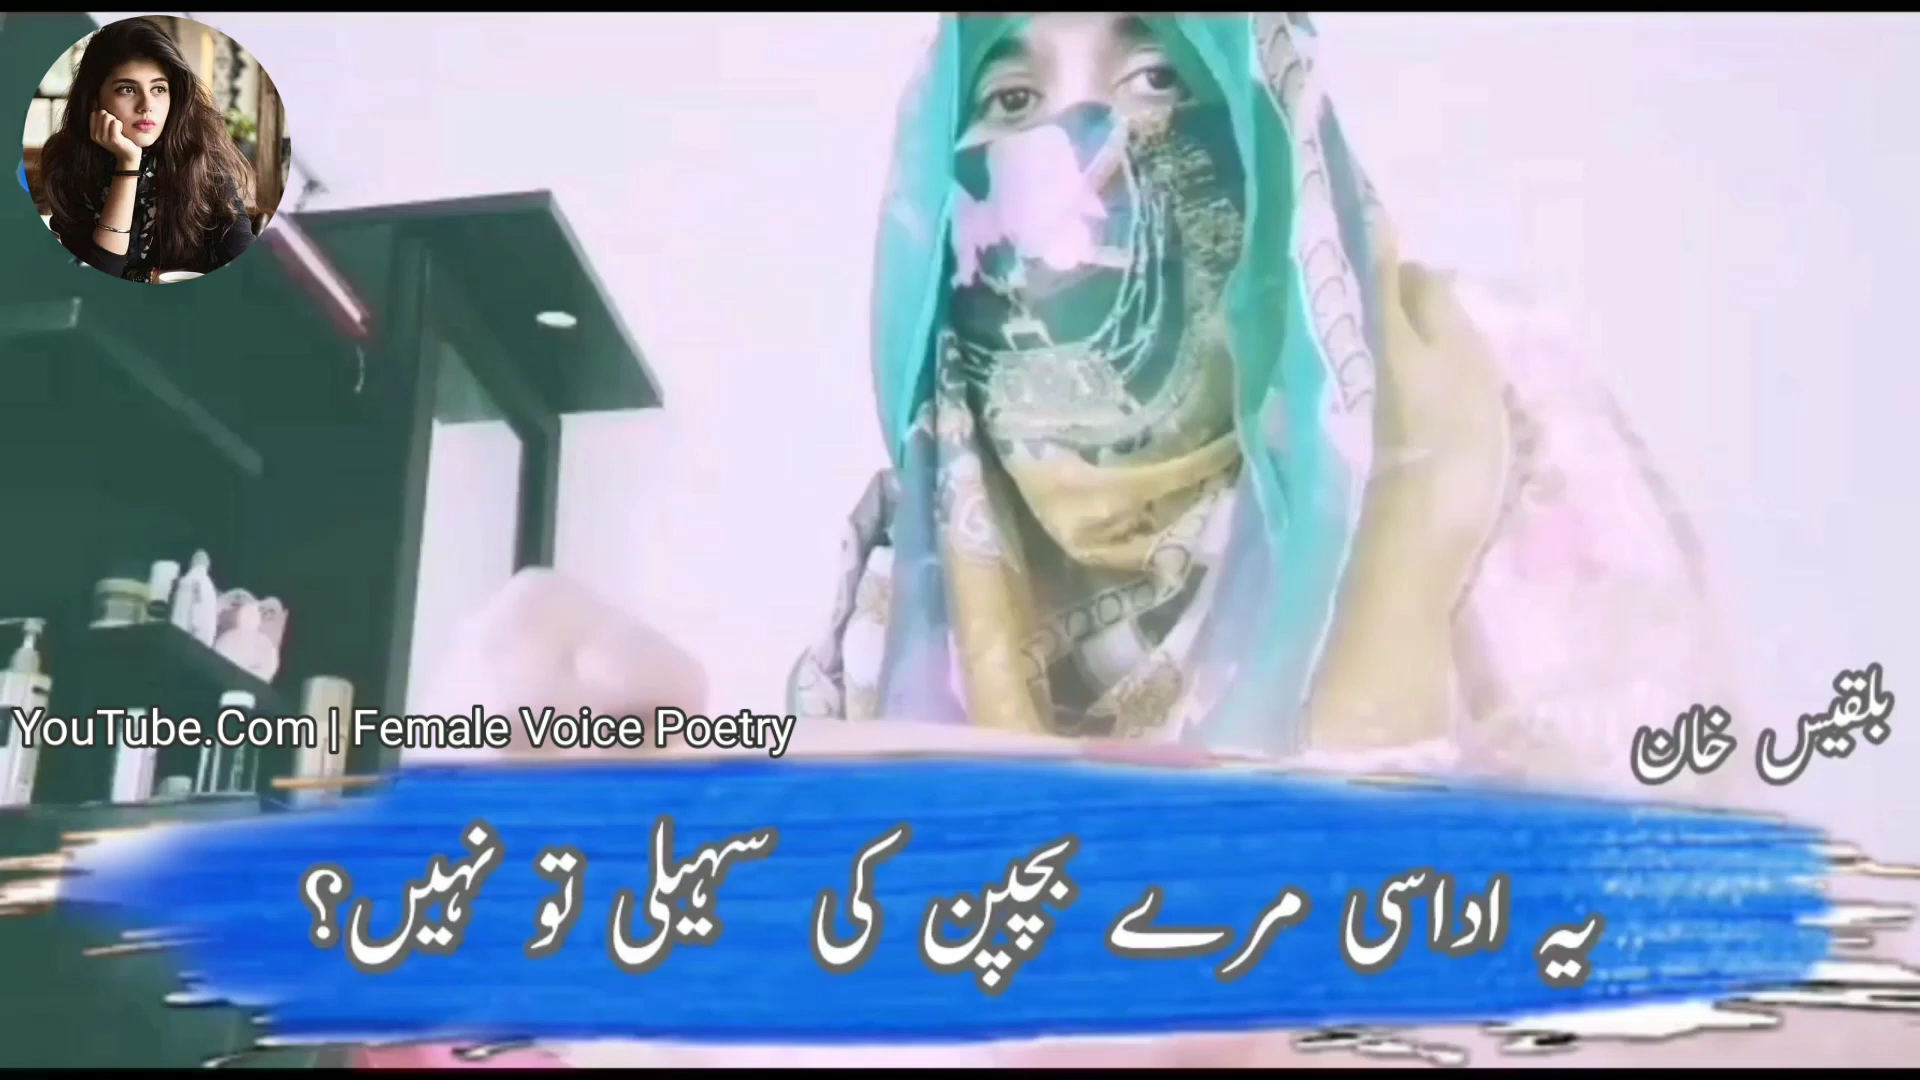 YouTube.Com | Female Voice Poetry
بلقیس خان
یہ اداسی مرے بچپن کی سہیلی تو نہیں؟